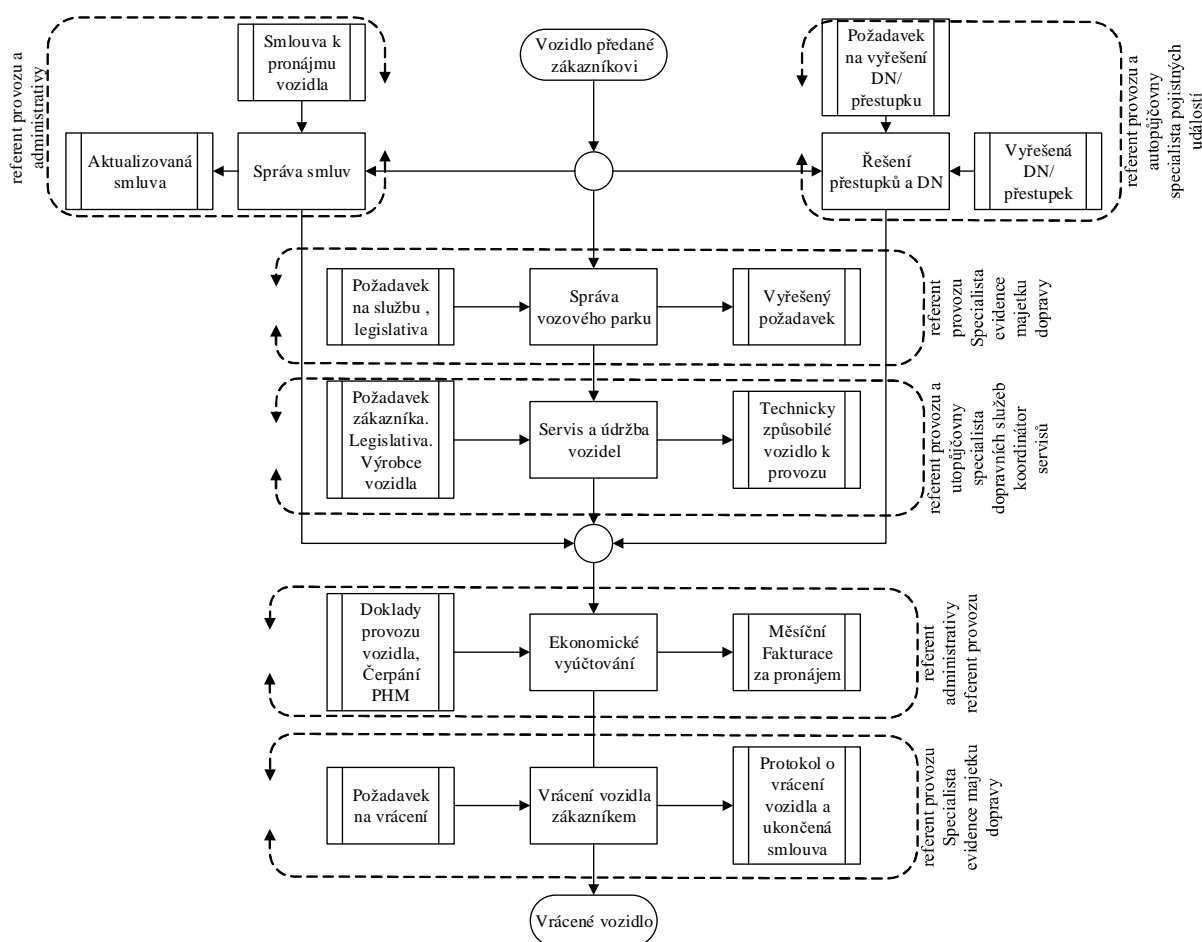 Smlouva k
pronájmu
vozidla
Vozidlo předané
zákazníkovi
Požadavek
na vyřešení
DN/
přestupku
referent provozu a
administrativy
Aktualizovaná
smluva
Správa smluv
Řešení
přestupků a DN
Vyřešená
DN/
přestupek
referent provozu a
autopůjčovny
specialista pojistných
událostí
Požadavek
na službu ,
legislativa
Správa
vozového parku
Vyřešený
požadavek
referent
provozu
Specialista
evidence
majetku
dopravy
Požadavek
zákazníka.
Legislativa.
Výrobce
vozidla
Servis a údržba
vozidel
Technicky
způsobilé
vozidlo k
provozu
referent provozu a
utopůjčovny
specialista
dopravních služeb
koordinátor
servisů
Doklady
provozu
vozidla,
Čerpání
PHM
Ekonomické
vyúčtování
Měsíční
Fakturace
za pronájem
referent
administrativy
referent provozu
Požadavek
na vrácení
Vrácení vozidla
zákazníkem
Protokol o
vrácení
vozidla a
ukončená
smlouva
referent provozu
Specialista
evidence majetku
dopravy
Vrácené vozidlo